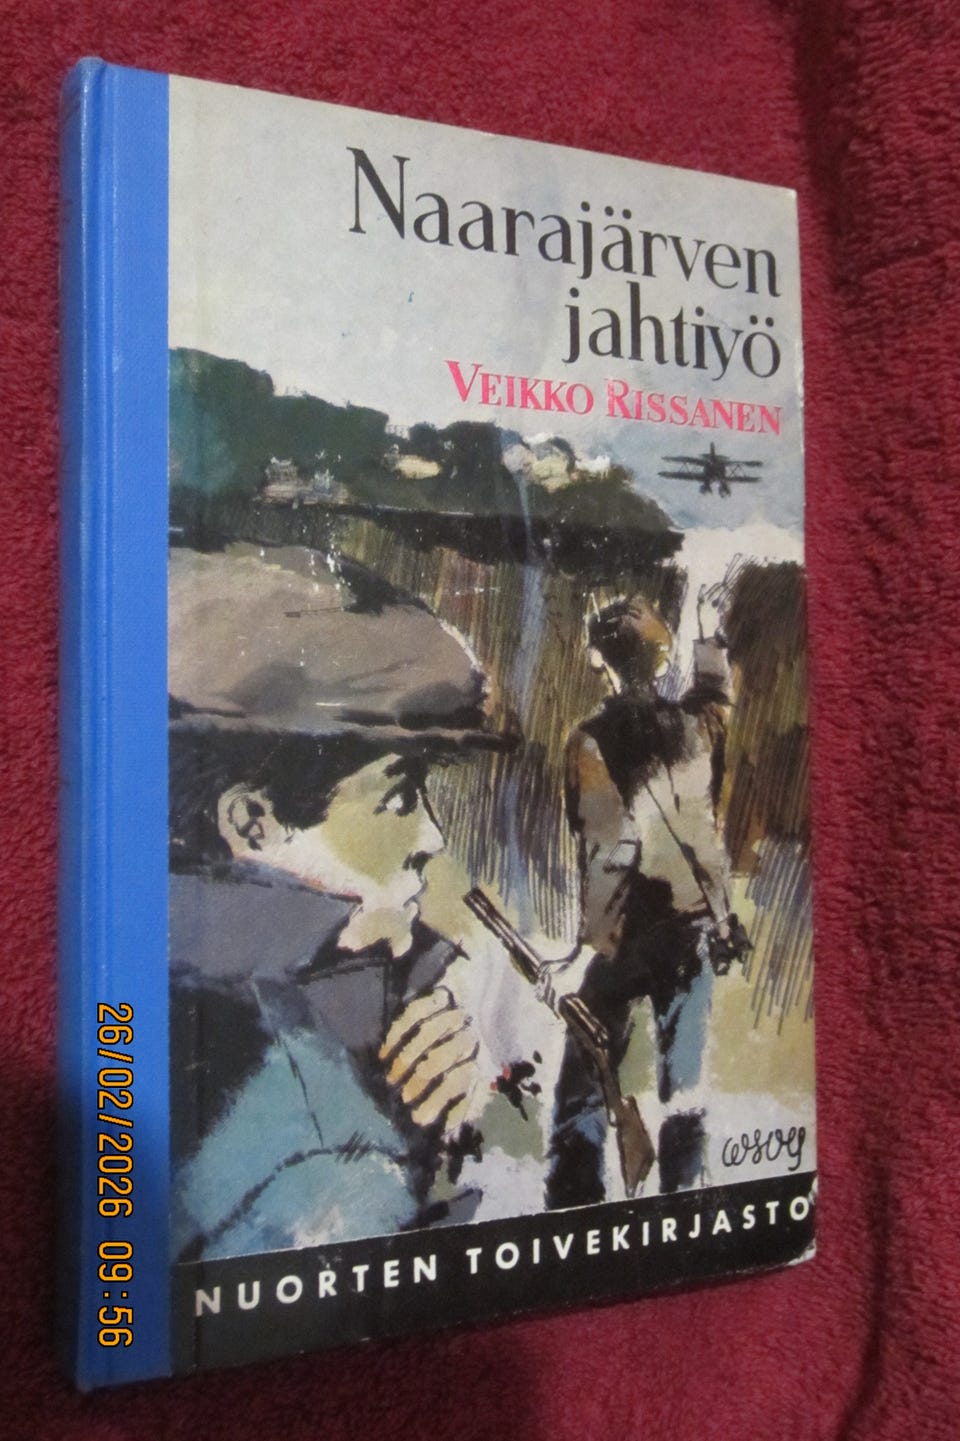 Naarajärven
jahtiyö
VEIKKO RISSANEN
wsoy
NUORTEN TOIVEKIRJASTO
26/02/2026 09:56